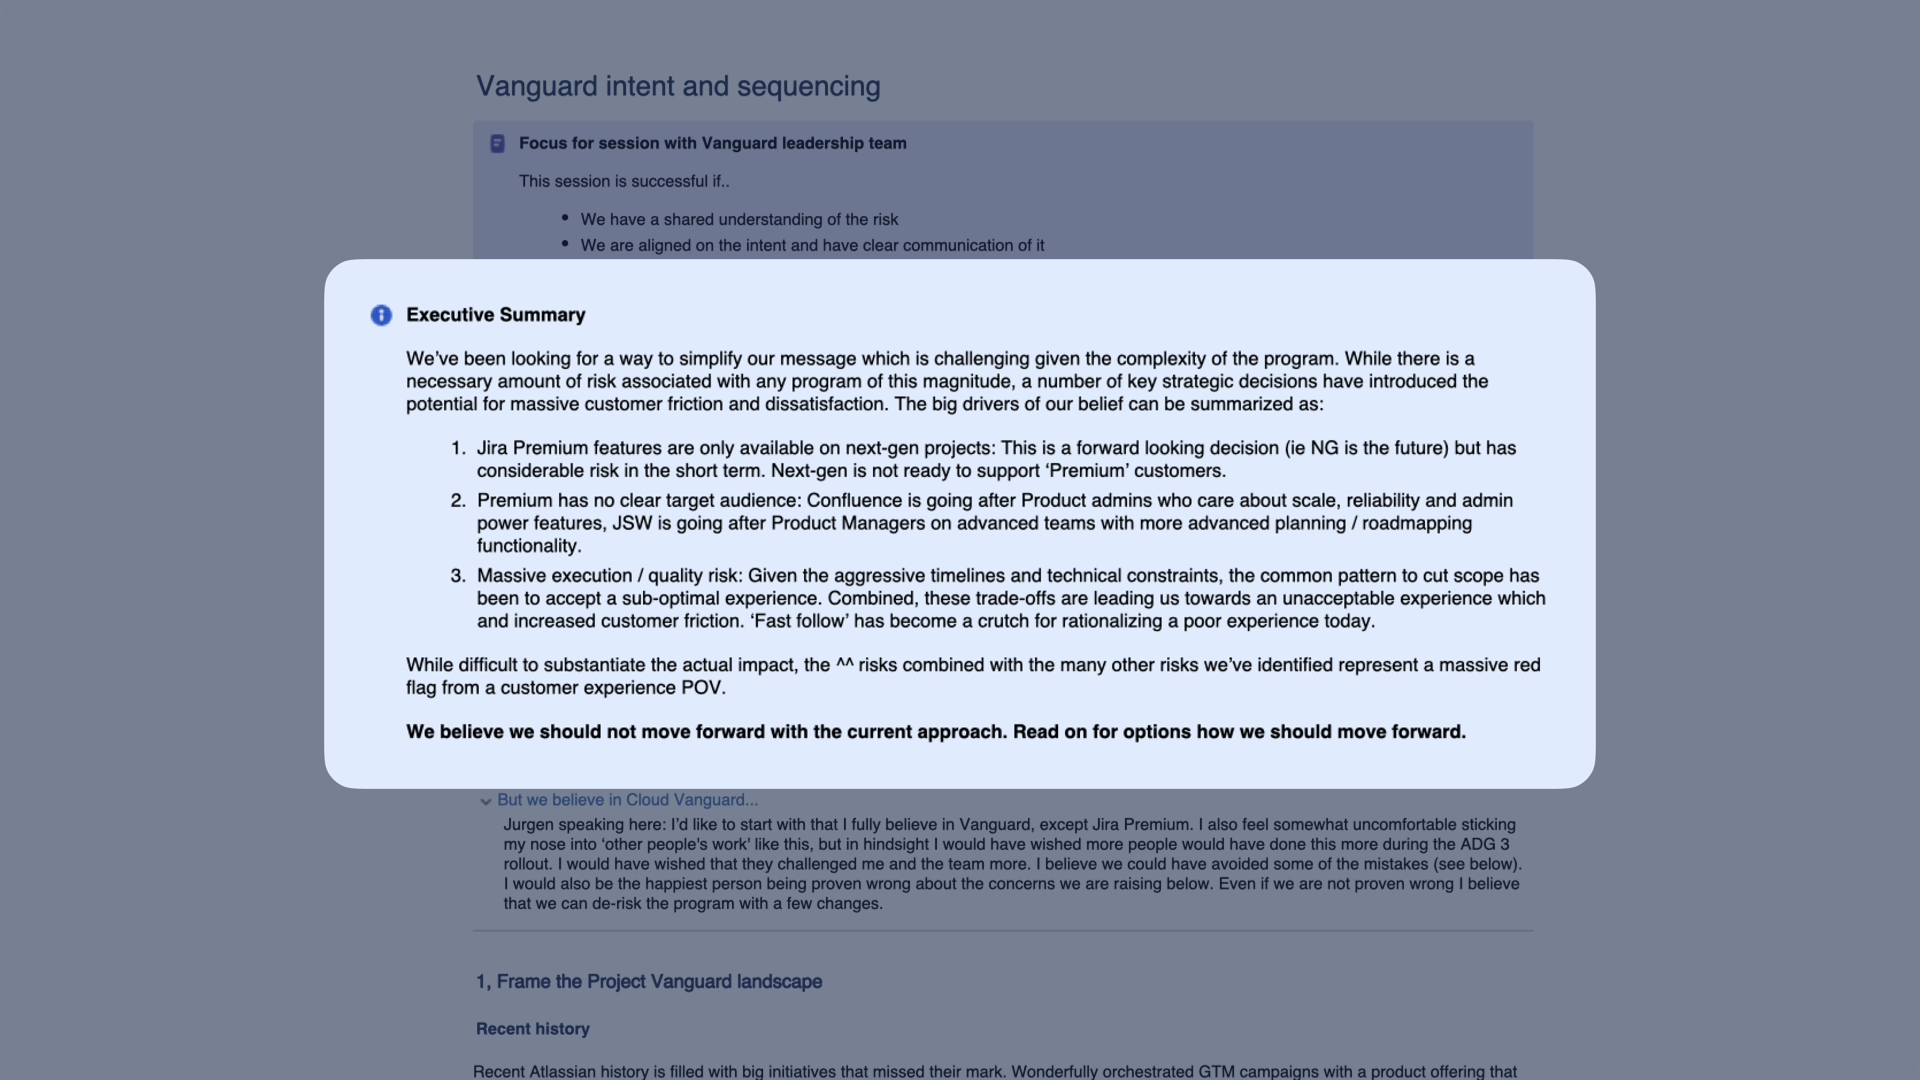 Vanguard intent and sequencing
Focus for session with Vanguard leadership team
This session is successful if..
• We have a shared understanding of the risk
• We are aligned on the intent and have clear communication of it
Executive Summary
We’ve been looking for a way to simplify our message which is challenging given the complexity of the program. While there is a
necessary amount of risk associated with any program of this magnitude, a number of key strategic decisions have introduced the
potential for massive customer friction and dissatisfaction. The big drivers of our belief can be summarized as:
1. Jira Premium features are only available on next-gen projects: This is a forward looking decision (ie NG is the future) but has
considerable risk in the short term. Next-gen is not ready to support ‘Premium’ customers.
2. Premium has no clear target audience: Confluence is going after Product admins who care about scale, reliability and admin
power features, JSW is going after Product Managers on advanced teams with more advanced planning / roadmapping
functionality.
3. Massive execution / quality risk: Given the aggressive timelines and technical constraints, the common pattern to cut scope has
been to accept a sub-optimal experience. Combined, these trade-offs are leading us towards an unacceptable experience which
and increased customer friction. ‘Fast follow’ has become a crutch for rationalizing a poor experience today.
While difficult to substantiate the actual impact, the ^^ risks combined with the many other risks we’ve identified represent a massive red
flag from a customer experience POV.
We believe we should not move forward with the current approach. Read on for options how we should move forward.
But we believe in Cloud Vanguard...
Jurgen speaking here: I’d like to start with that I fully believe in Vanguard, except Jira Premium. I also feel somewhat uncomfortable sticking
my nose into 'other people's work' like this, but in hindsight I would have wished more people would have done this more during the ADG 3
rollout. I would have wished that they challenged me and the team more. I believe we could have avoided some of the mistakes (see below).
I would also be the happiest person being proven wrong about the concerns we are raising below. Even if we are not proven wrong I believe
that we can de-risk the program with a few changes.
1, Frame the Project Vanguard landscape
Recent history
Recent Atlassian history is filled with big initiatives that missed their mark. Wonderfully orchestrated GTM campaigns with a product offering that